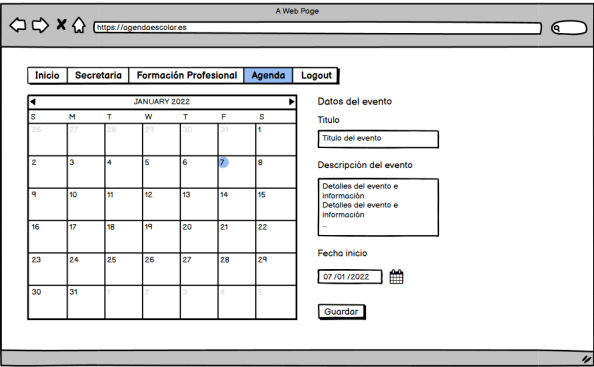 A Web Page
https://agendaescolar.es
Inicio Secretaria Formación Profesional Agenda Logout
JANUARY 2022
S M T W T F S
26 27 28 29 30 31 1
2 3 4 5 6 7 8
9 10 11 12 13 14 15
16 17 18 19 20 21 22
23 24 25 26 27 28 29
30 31 1 2 3 4 5
Datos del evento
Titulo
Titulo del evento
Descripción del evento
Detalles del evento e
información
Detalles del evento e
información
...
Fecha inicio
07 /01 /2022
Guardar